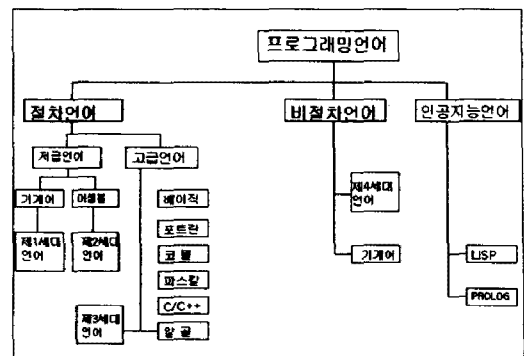 프로그래밍언어
절차언어
비절차언어
인공지능언어
저급언어
고급언어
기계어
어셈블
제1세대
언어
제2세대
언어
베이직
포트란
코볼
파스칼
C/C++
알골
제3세대
언어
제4세대
언어
기계어
LISP
PROLOG